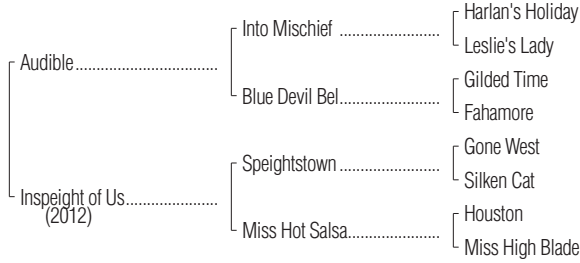 Harlan's Holiday
Into Mischief ........................
Leslie's Lady
Audible..................................
Gilded Time
Blue Devil Bel........................
Fahamore
Gone West
Speightstown ........................
Silken Cat
Inspeight of Us......................
(2012)
Houston
Miss Hot Salsa......................
Miss High Blade